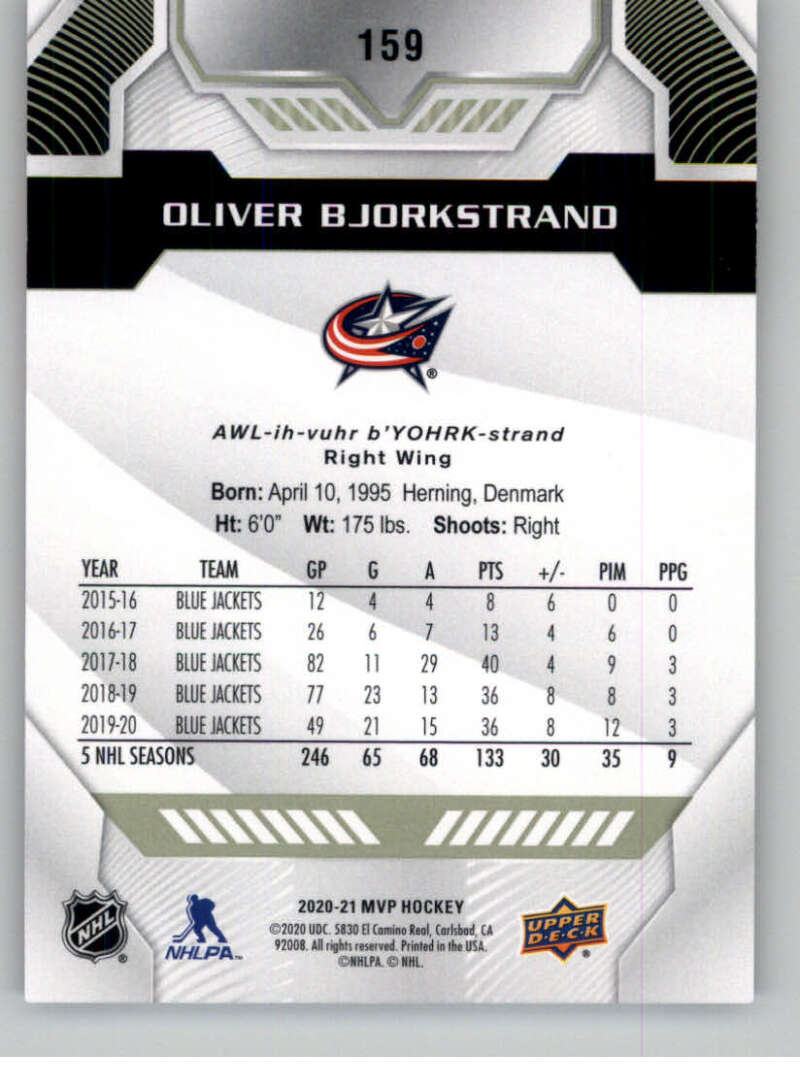 159
OLIVER BJORKSTRAND
®
AWL-ih-vuhr b'YOHRK-strand
Right Wing
Born: April 10, 1995 Herning, Denmark
Ht: 6'0" Wt: 175 lbs. Shoots: Right
YEAR TEAM GP G A PTS +/- PIM PPG
2015-16 BLUE JACKETS 12 4 4 8 6 0 0
2016-17 BLUE JACKETS 26 6 7 13 4 6 0
2017-18 BLUE JACKETS 82 11 29 40 4 9 3
2018-19 BLUE JACKETS 77 23 13 36 8 8 3
2019-20 BLUE JACKETS 49 21 15 36 8 12 3
5 NHL SEASONS 246 65 68 133 30 35 9
NHL ®
NHLPA™
2020-21 MVP HOCKEY
©2020 UDC. 5830 El Camino Real, Carlsbad, CA
92008. All rights reserved. Printed in the USA.
©NHLPA. © NHL.
UPPER
D•E•C•K ®